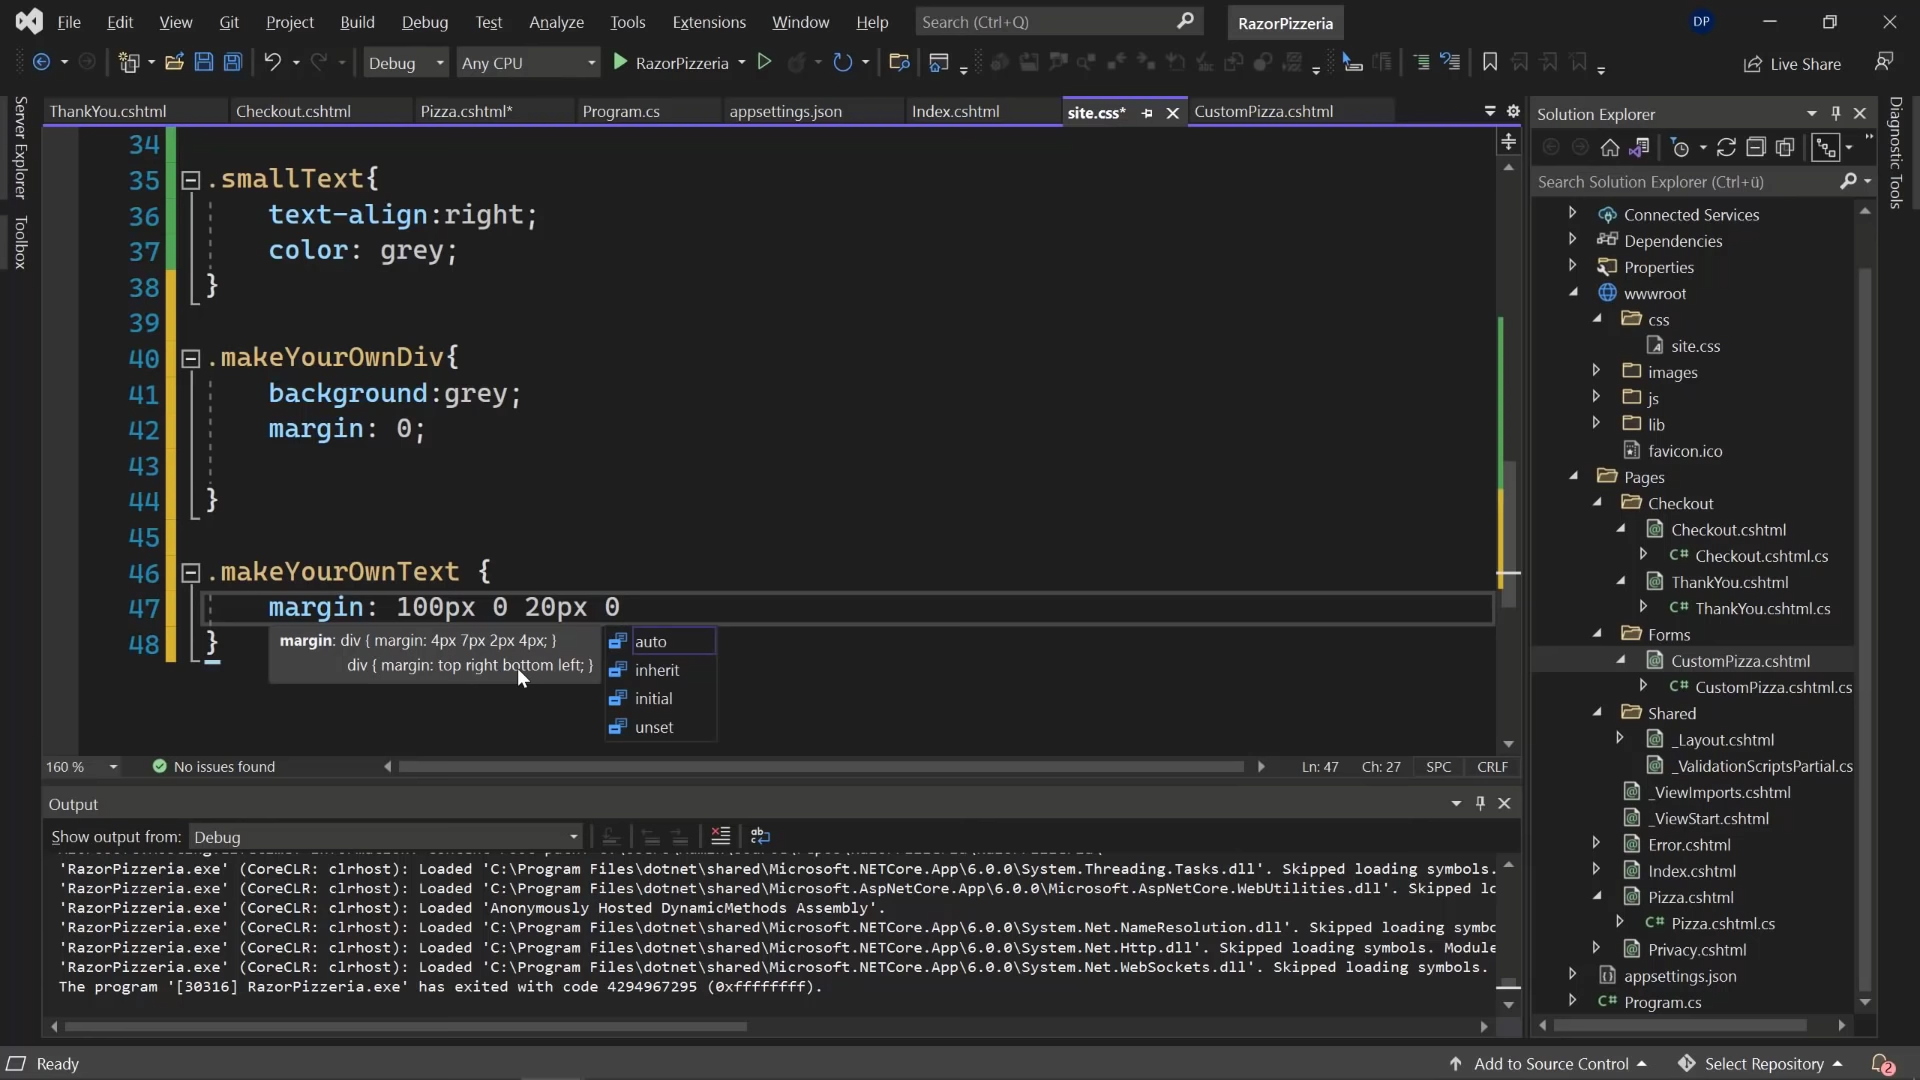 File Edit View Git Project Build Debug Test Analyze Tools Extensions Window Help Search (Ctrl+Q) RazorPizzeria DP
Debug Any CPU RazorPizzeria Live Share
ThankYou.cshtml Checkout.cshtml Pizza.cshtml* Program.cs appsettings.json Index.cshtml site.css* CustomPizza.cshtml
Server Explorer
Toolbox
34
35 .smallText{
36 text-align:right;
37 color: grey;
38 }
39
40 .makeYourOwnDiv{
41 background:grey;
42 margin: 0;
43
44 }
45
46 .makeYourOwnText {
47 margin: 100px 0 20px 0
48 }
margin: div { margin: 4px 7px 2px 4px; }
div { margin: top right bottom left; }
auto
inherit
initial
unset
160 % No issues found Ln: 47 Ch: 27 SPC CRLF
Output
Show output from: Debug
'RazorPizzeria.exe' (CoreCLR: clrhost): Loaded 'C:\Program Files\dotnet\shared\Microsoft.NETCore.App\6.0.0\System.Threading.Tasks.dll'. Skipped loading symbols.
'RazorPizzeria.exe' (CoreCLR: clrhost): Loaded 'C:\Program Files\dotnet\shared\Microsoft.AspNetCore.App\6.0.0\Microsoft.AspNetCore.WebUtilities.dll'. Skipped lo
'RazorPizzeria.exe' (CoreCLR: clrhost): Loaded 'Anonymously Hosted DynamicMethods Assembly'.
'RazorPizzeria.exe' (CoreCLR: clrhost): Loaded 'C:\Program Files\dotnet\shared\Microsoft.NETCore.App\6.0.0\System.Net.NameResolution.dll'. Skipped loading symbo
'RazorPizzeria.exe' (CoreCLR: clrhost): Loaded 'C:\Program Files\dotnet\shared\Microsoft.NETCore.App\6.0.0\System.Net.Http.dll'. Skipped loading symbols. Module
'RazorPizzeria.exe' (CoreCLR: clrhost): Loaded 'C:\Program Files\dotnet\shared\Microsoft.NETCore.App\6.0.0\System.Net.WebSockets.dll'. Skipped loading symbols.
The program '[30316] RazorPizzeria.exe' has exited with code 4294967295 (0xffffffff).
Solution Explorer
Search Solution Explorer (Ctrl+ü)
Connected Services
Dependencies
Properties
wwwroot
css
site.css
images
js
lib
favicon.ico
Pages
Checkout
Checkout.cshtml
C# Checkout.cshtml.cs
ThankYou.cshtml
C# ThankYou.cshtml.cs
Forms
CustomPizza.cshtml
C# CustomPizza.cshtml.cs
Shared
_Layout.cshtml
_ValidationScriptsPartial.cs
_ViewImports.cshtml
_ViewStart.cshtml
Error.cshtml
Index.cshtml
Pizza.cshtml
C# Pizza.cshtml.cs
Privacy.cshtml
appsettings.json
C# Program.cs
Diagnostic Tools
Ready Add to Source Control Select Repository 2